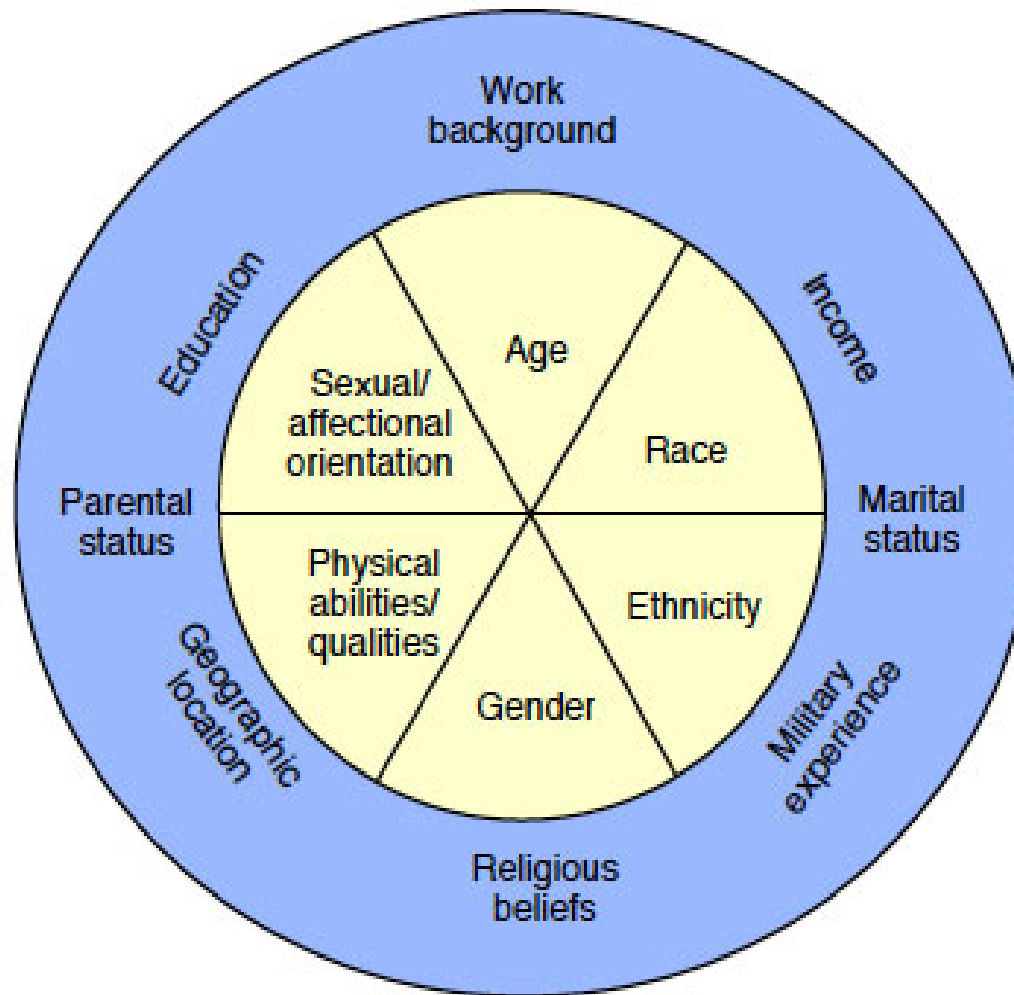 Work
background
Education
Income
Age
Sexual/
affectional
orientation
Race
Parental
status
Marital
status
Physical
abilities/
qualities
Ethnicity
Geographic
location
Gender
Military
experience
Religious
beliefs